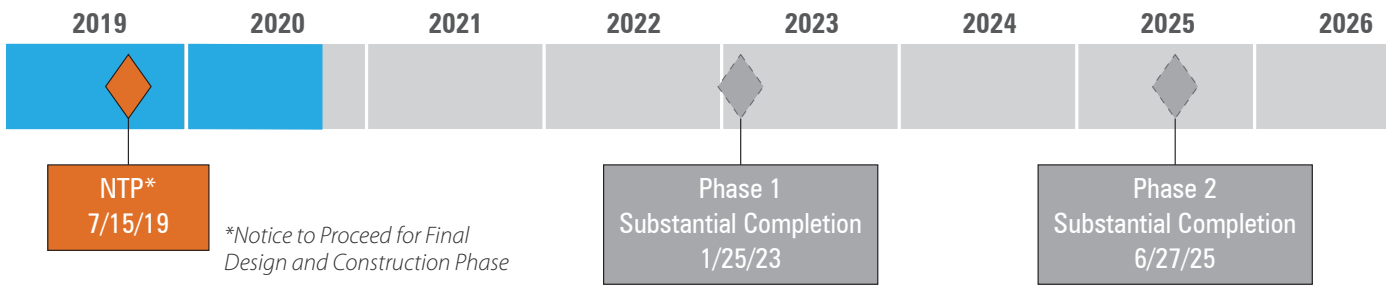 2019 2020 2021 2022 2023 2024 2025 2026
NTP*
7/15/19
*Notice to Proceed for Final
Design and Construction Phase
Phase 1
Substantial Completion
1/25/23
Phase 2
Substantial Completion
6/27/25